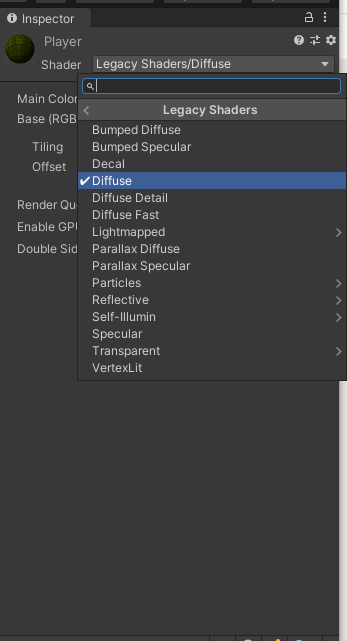 Inspector
Player
Shader Legacy Shaders/Diffuse
Main Color
Base (RGB
Tiling
Offset
Render Que
Enable GPU
Double Sid
Legacy Shaders
Bumped Diffuse
Bumped Specular
Decal
Diffuse
Diffuse Detail
Diffuse Fast
Lightmapped
Parallax Diffuse
Parallax Specular
Particles
Reflective
Self-Illumin
Specular
Transparent
VertexLit